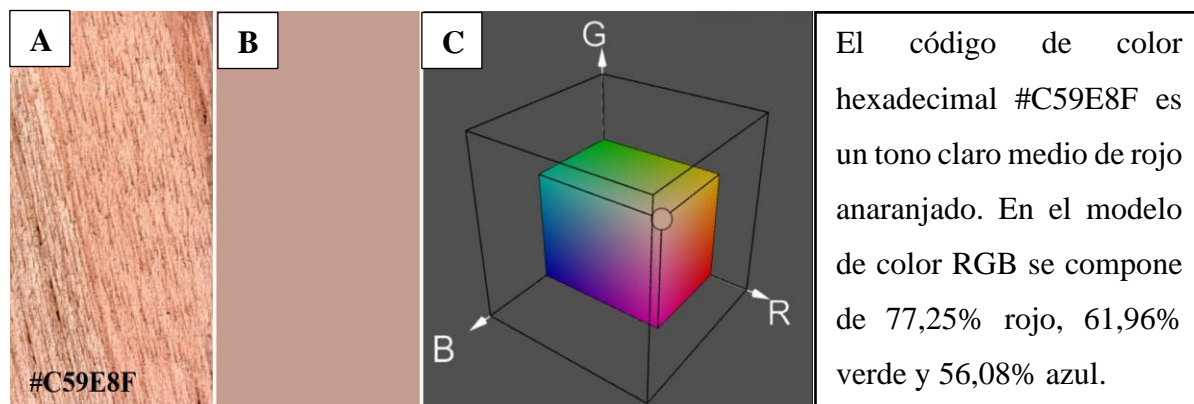 A
#C59E8F
B
C
G
R
B
El código de color
hexadecimal #C59E8F es
un tono claro medio de rojo
anaranjado. En el modelo
de color RGB se compone
de 77,25% rojo, 61,96%
verde y 56,08% azul.